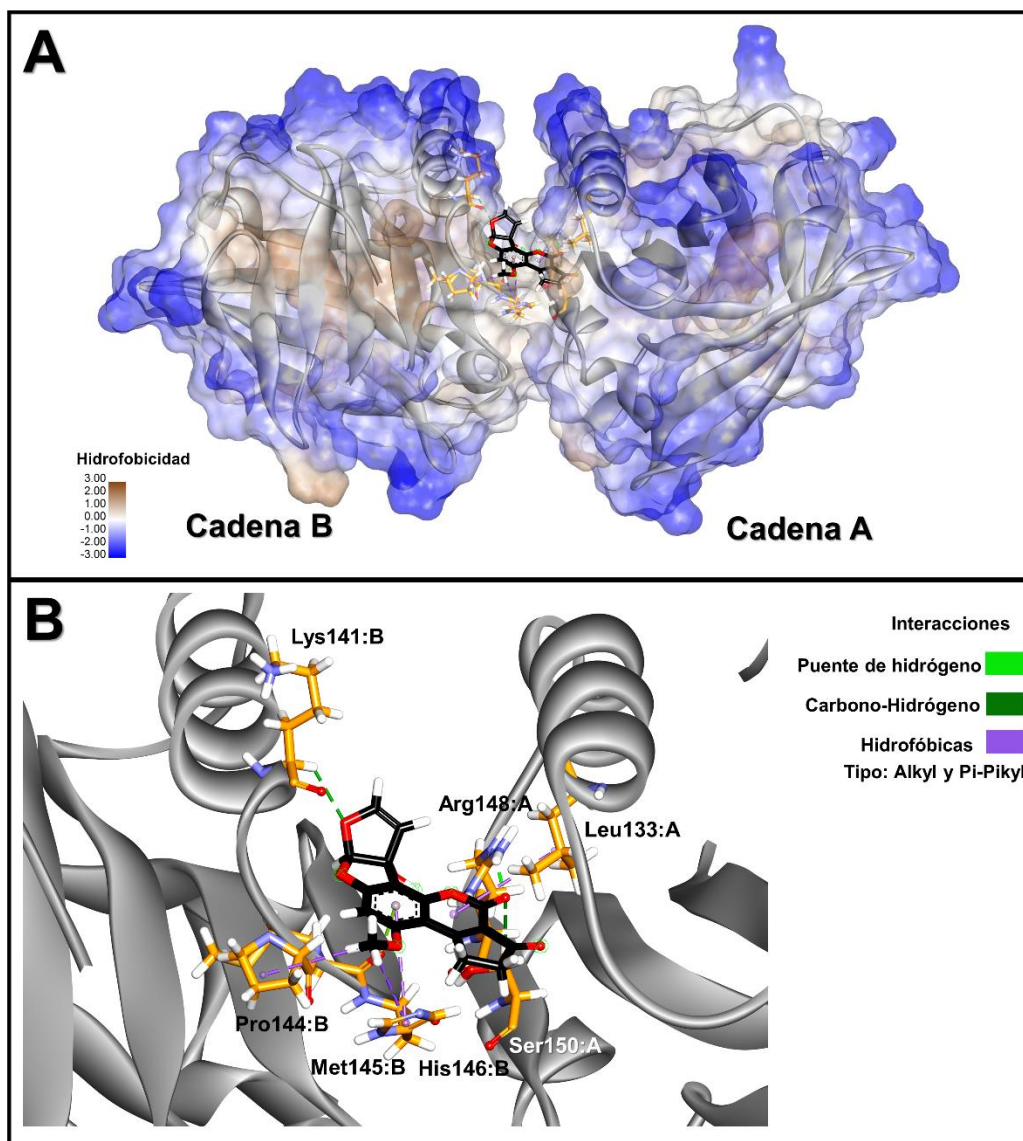 A
Hidrofobicidad
3.00
2.00
1.00
0.00
-1.00
-2.00
-3.00
Cadena B
Cadena A
B
Lys141:B
Arg148:A
Leu133:A
Pro144:B
Met145:B
His146:B
Ser150:A
Interacciones
Puente de hidrógeno
Carbono-Hidrógeno
Hidrofóbicas
Tipo: Alkyl y Pi-Pikyl